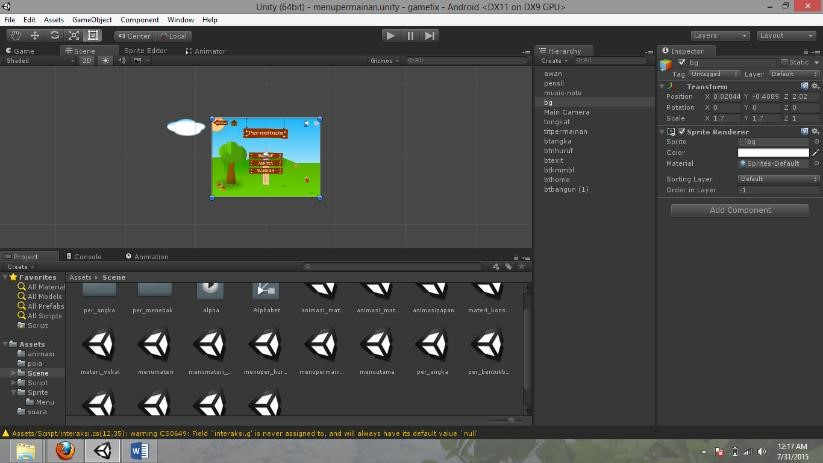 Unity (64bit) - menupermainan.unity - gamefix - Android <DX11 on DX9 GPU>
File Edit Assets GameObject Component Window Help
Center Local
Layers Layout
Game Scene Sprite Editor Animator
Shaded 2D Gizmos All
Hierarchy
Create All
awan
pensil
music-note
bg
Main Camera
tongkat
titpermainan
btangka
btnhuruf
btexit
btkmmbl
bthome
btbangun (1)
Inspector
bg Static
Tag Untagged Layer Default
Transform
Position X 0.02044 Y -0.4089 Z 2.02
Rotation X 0 Y 0 Z 0
Scale X 1.7 Y 1.7 Z 1
Sprite Renderer
Sprite bg
Color
Material Sprites-Default
Sorting Layer Default
Order in Layer -1
Add Component
Project Console Animation
Create
Favorites
All Material
All Models
All Prefabs
All Scripts
Script
Assets
animasi
pola
Scene
Script
Sprite
Menu
suara
Assets ▸ Scene
per_angka per_menebak... alpha Alphabet animasi_mat... animasi_mat... animasipapan materi_kons...
materi_vokal menumateri menumateri_... menuper_hur... menupermain... menuutama per_angka per_bentukb...
Assets/Script/interaksi.cs(12,35): warning CS0649: Field `interaksi.g' is never assigned to, and will always have its default value `null'
12:17 AM
7/31/2015